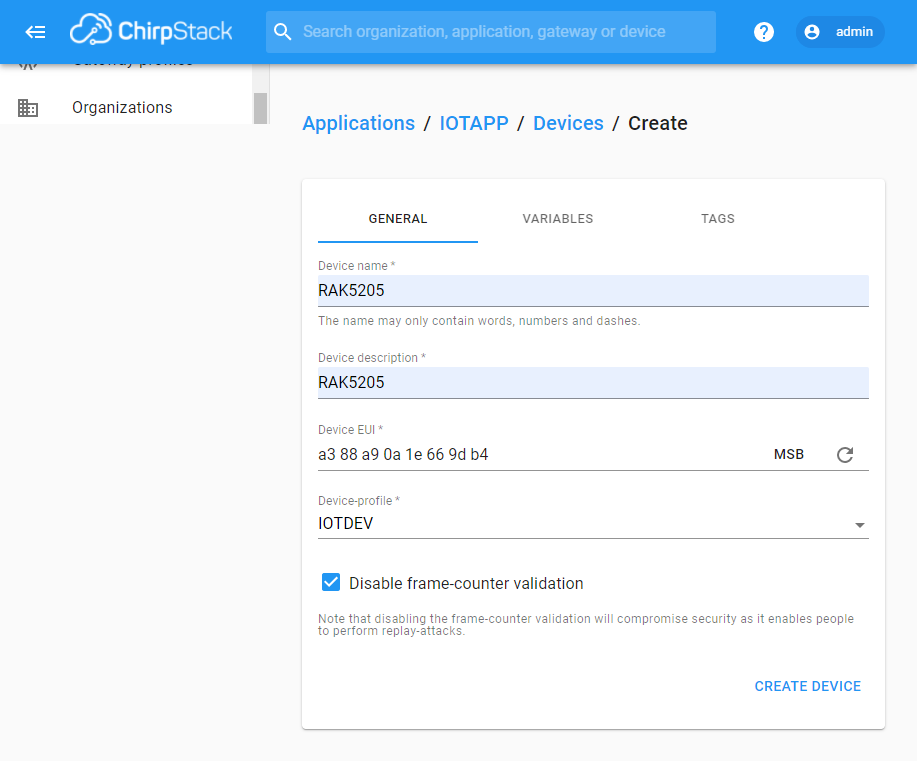 ChirpStack
Search organization, application, gateway or device
?
admin
Gateway profiles
Organizations
Applications / IOTAPP / Devices / Create
GENERAL VARIABLES TAGS
Device name *
RAK5205
The name may only contain words, numbers and dashes.
Device description *
RAK5205
Device EUI *
a3 88 a9 0a 1e 66 9d b4 MSB
Device-profile *
IOTDEV
Disable frame-counter validation
Note that disabling the frame-counter validation will compromise security as it enables people
to perform replay-attacks.
CREATE DEVICE